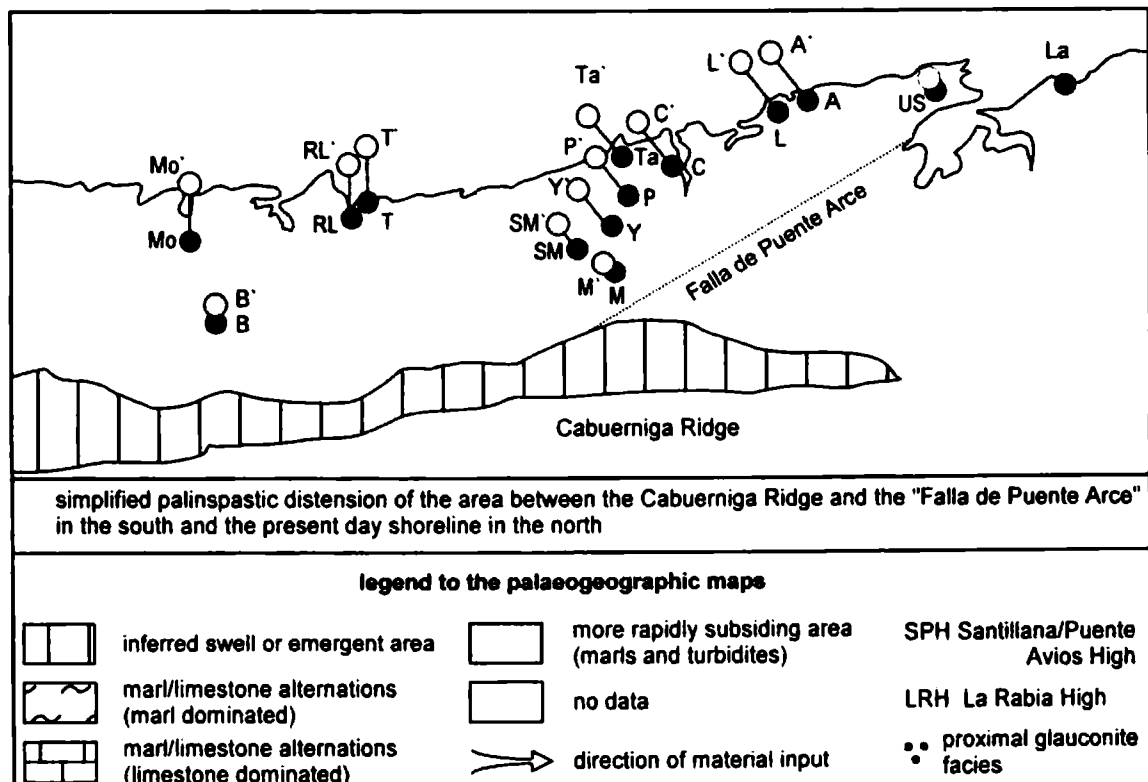 A`
La
L`
Ta`
C`
US
A
L
T`
RL`
P`
Ta
C
Mo`
Y`
P
T
RL
SM`
Y
Mo
SM
M`
M
Falla de Puente Arce
B`
B
Cabuerniga Ridge
simplified palinspastic distension of the area between the Cabuerniga Ridge and the "Falla de Puente Arce"
in the south and the present day shoreline in the north
legend to the palaeogeographic maps
inferred swell or emergent area
marl/limestone alternations
(marl dominated)
marl/limestone alternations
(limestone dominated)
more rapidly subsiding area
(marls and turbidites)
no data
direction of material input
SPH Santillana/Puente
Avios High
LRH La Rabia High
proximal glauconite
facies